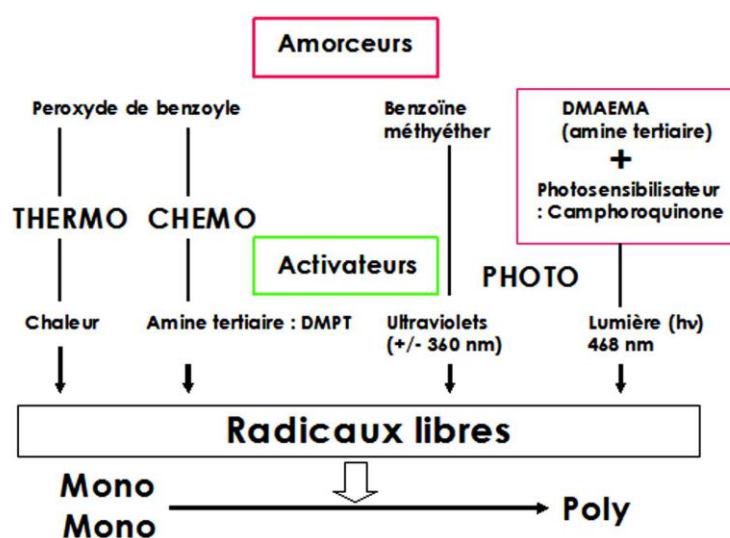 Amorceurs
Peroxyde de benzoyle
Benzoïne
méthyéther
DMAEMA
(amine tertiaire)
+
Photosensibilisateur
: Camphoroquinone
THERMO
CHEMO
Activateurs
PHOTO
Chaleur
Amine tertiaire : DMPT
Ultraviolets
(+/- 360 nm)
Lumière (hν)
468 nm
Radicaux libres
Mono
Mono
Poly